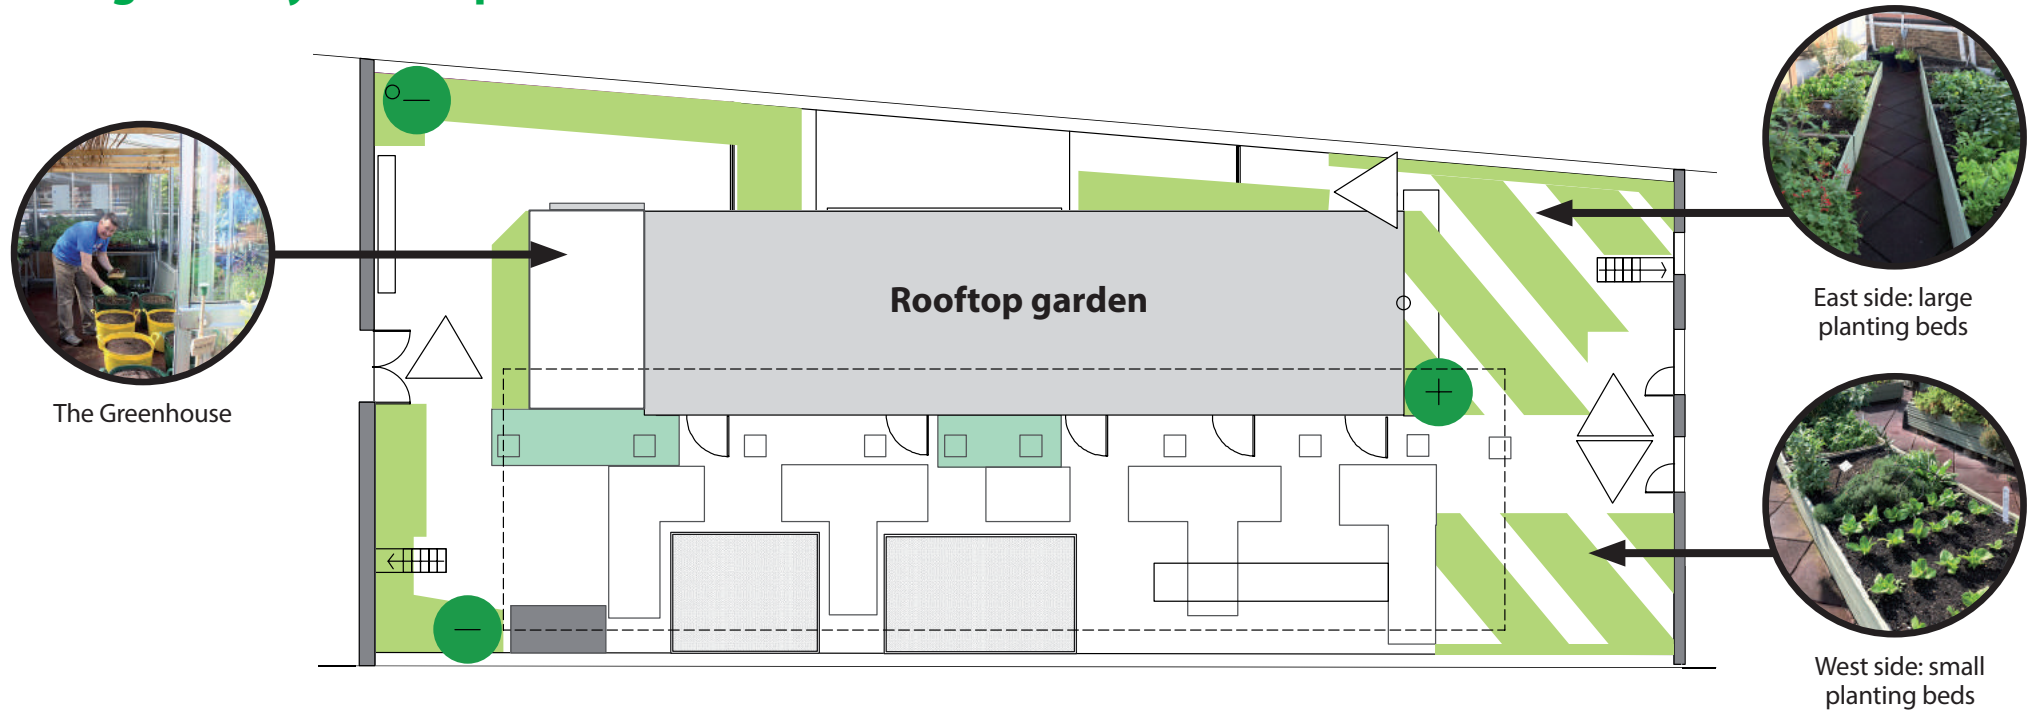 The Greenhouse
Rooftop garden
East side: large
planting beds
West side: small
planting beds